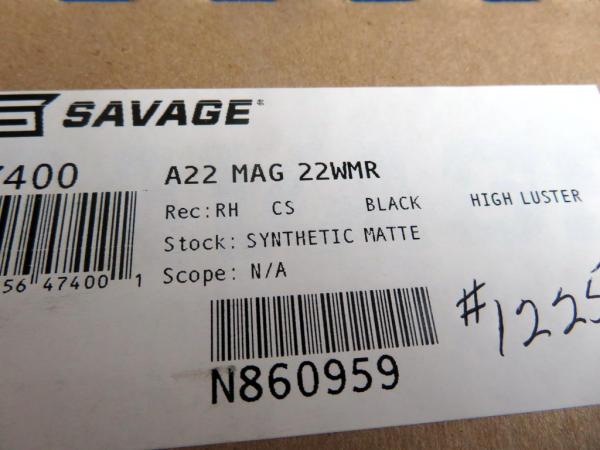 SAVAGE®
7400
A22 MAG 22WMR
Rec: RH CS BLACK HIGH LUSTER
Stock: SYNTHETIC MATTE
Scope: N/A
56 47400 1
N860959
#1225